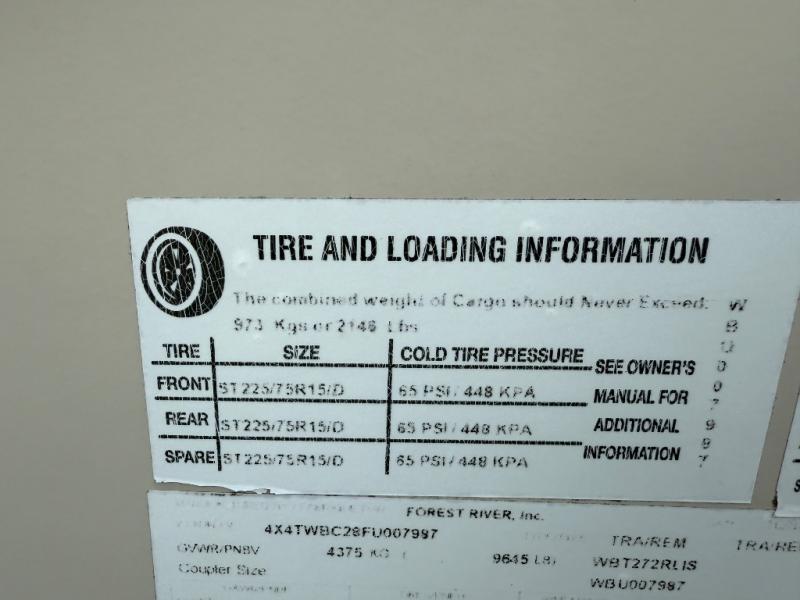 TIRE AND LOADING INFORMATION
The combined weight of Cargo should Never Exceed:
973 Kgs or 2146 Lbs
TIRE SIZE COLD TIRE PRESSURE
FRONT ST225/75R15/D 65 PSI / 448 KPA
REAR ST225/75R15/D 65 PSI / 448 KPA
SPARE ST225/75R15/D 65 PSI / 448 KPA
SEE OWNER'S
MANUAL FOR
ADDITIONAL
INFORMATION
WBU007987
FOREST RIVER, Inc.
4X4TWBC28FU007987
GVWR/PNBV 4375 KG 9645 LB
TRA/REM
TRA/RE
Coupler Size
WBT272RLIS
WBU007987